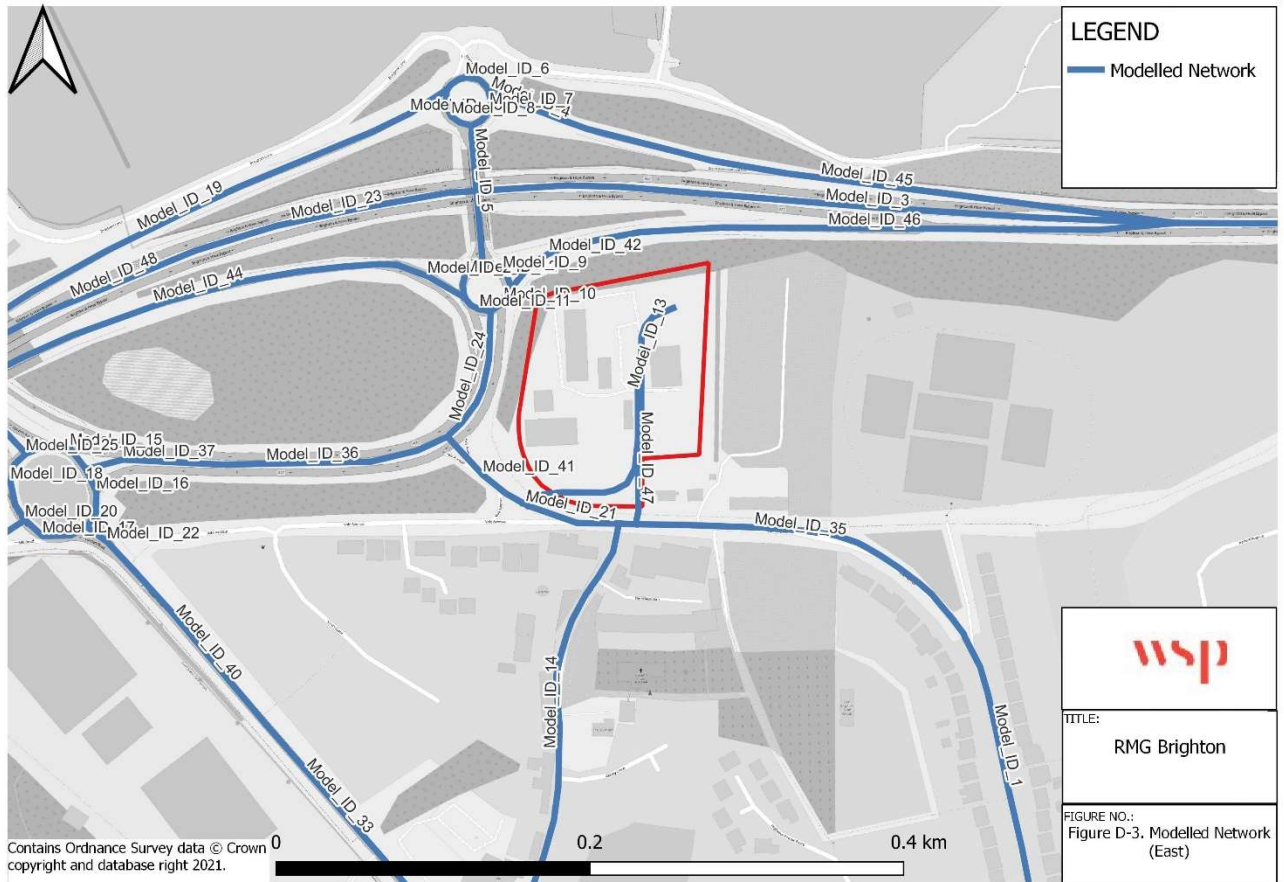 LEGEND
Modelled Network
Model_ID_6
Model_ID_7
Model_ID_8
Model_ID_19
Model_ID_45
Model_ID_23
Model_ID_3
Model_ID_46
Model_ID_42
Model_ID_48
Model_ID_44
Model_ID_9
Model_ID_10
Model_ID_11
Model_ID_13
Model_ID_24
Model_ID_15
Model_ID_25
Model_ID_37
Model_ID_36
Model_ID_41
Model_ID_18
Model_ID_16
Model_ID_47
Model_ID_20
Model_ID_21
Model_ID_35
Model_ID_17
Model_ID_22
Model_ID_40
Model_ID_14
Model_ID_33
Model_ID_1
wsp
TITLE:
RMG Brighton
FIGURE NO.:
Figure D-3. Modelled Network
(East)
Contains Ordnance Survey data © Crown
copyright and database right 2021.
0 0.2 0.4 km